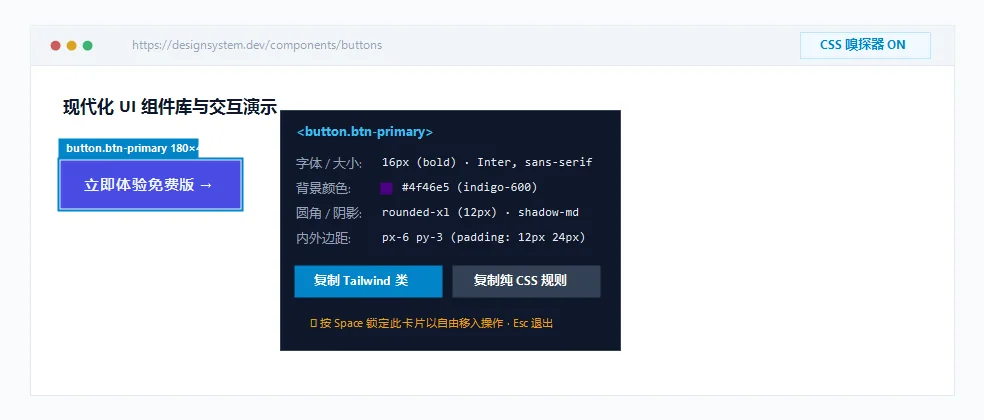 https://designsystem.dev/components/buttons
CSS 嗅探器 ON
现代化 UI 组件库与交互演示
button.btn-primary 180×
立即体验免费版 →
<button.btn-primary>
字体 / 大小: 16px (bold) · Inter, sans-serif
背景颜色: #4f46e5 (indigo-600)
圆角 / 阴影: rounded-xl (12px) · shadow-md
内外边距: px-6 py-3 (padding: 12px 24px)
复制 Tailwind 类
复制纯 CSS 规则
按 Space 锁定此卡片以自由移入操作 · Esc 退出